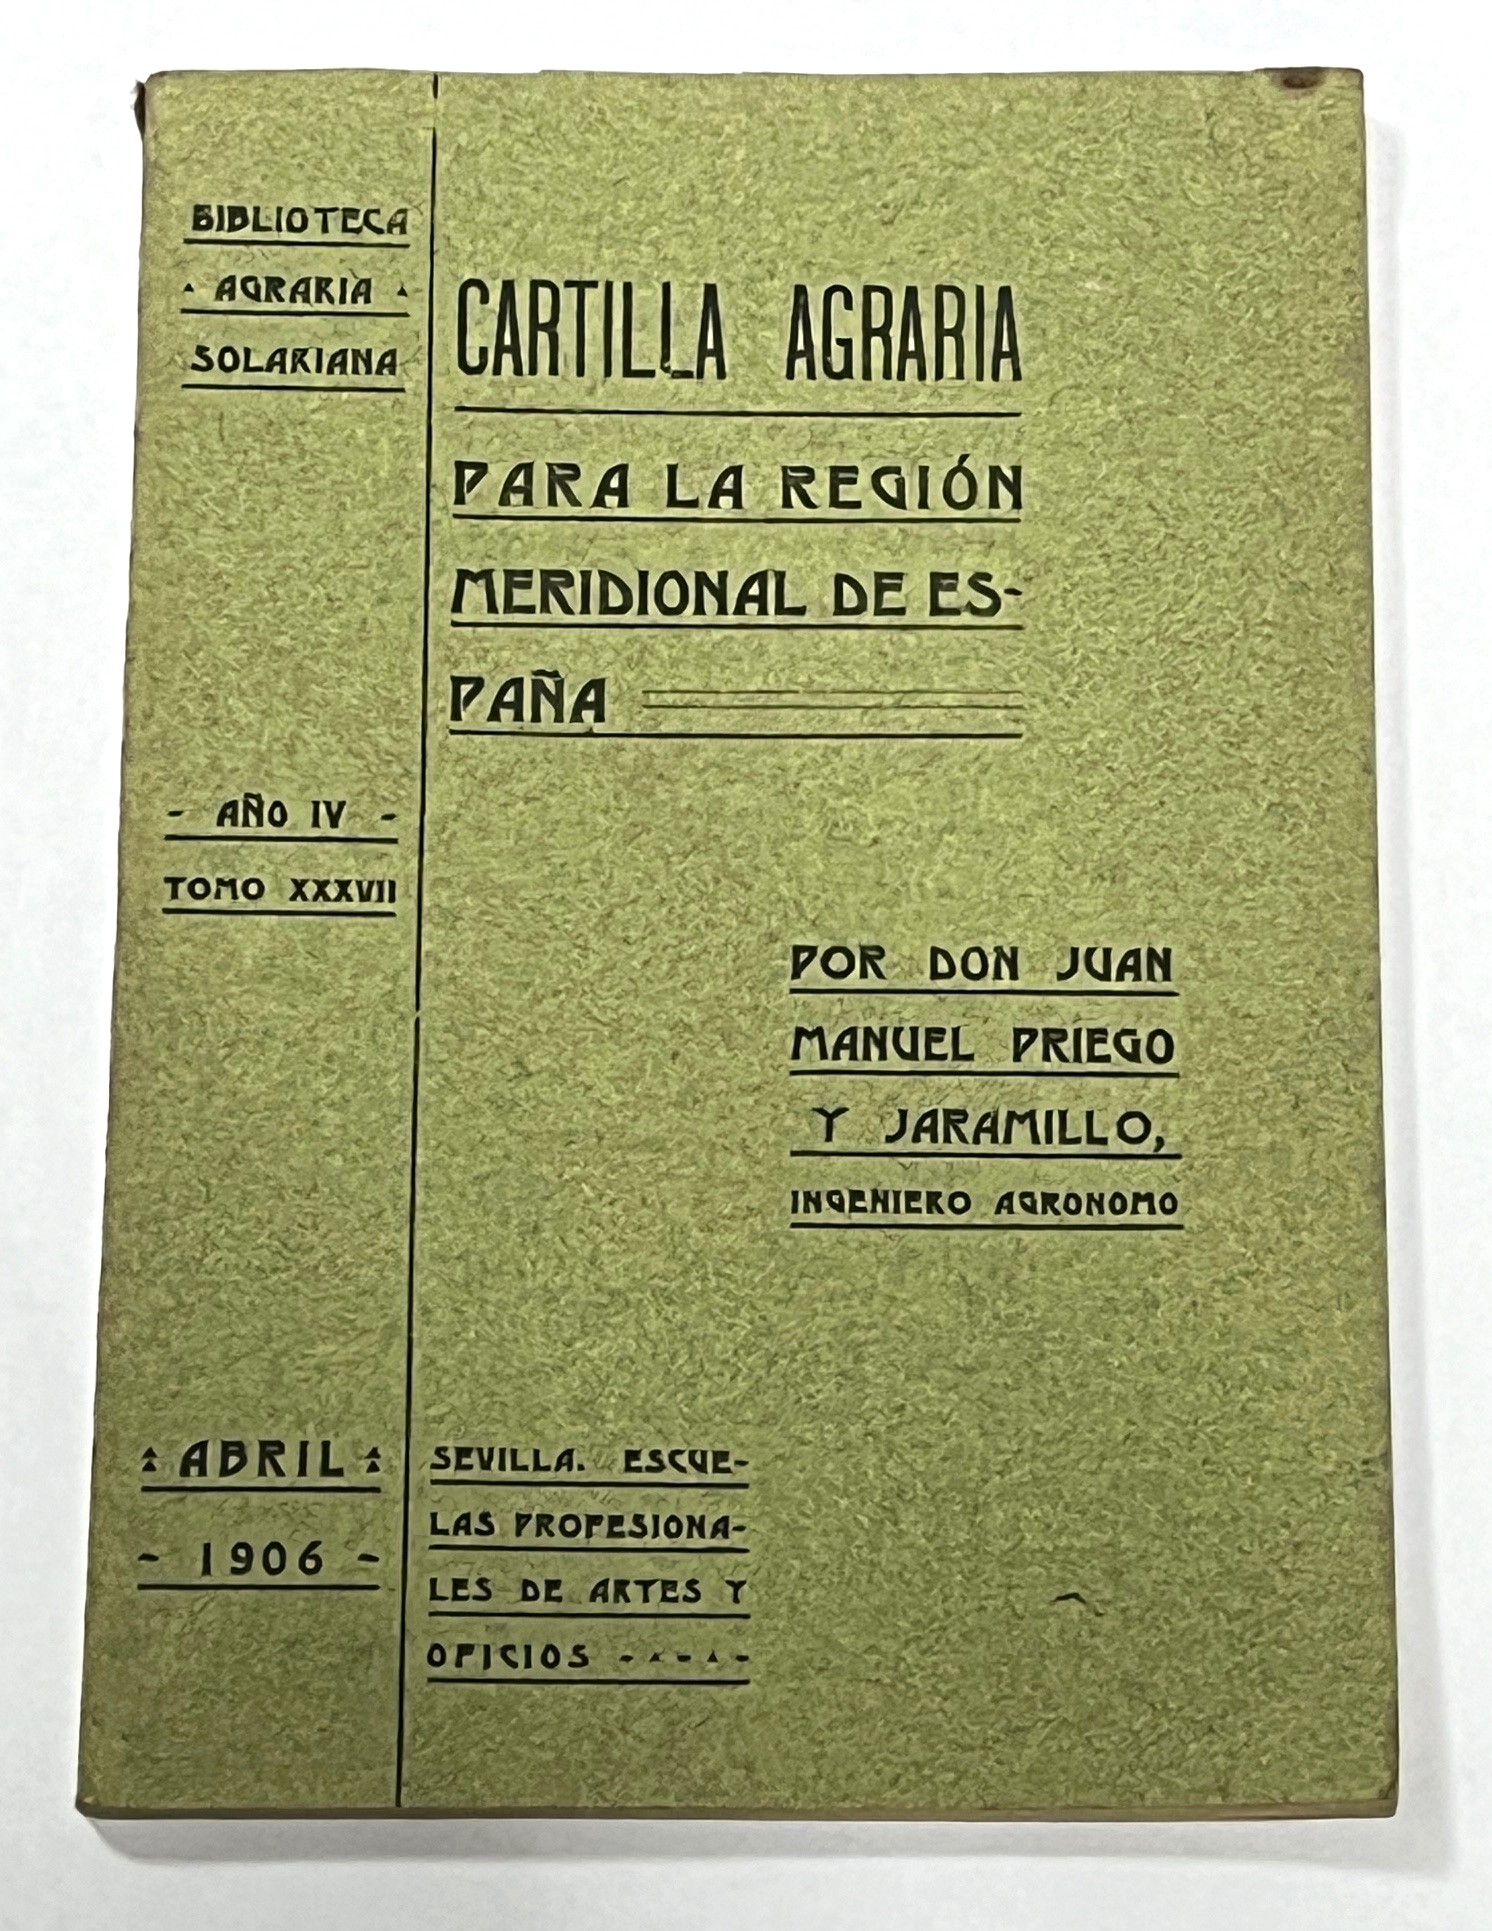 BIBLIOTECA
AGRARIA
SOLARIANA
CARTILLA AGRARIA
PARA LA REGIÓN
MERIDIONAL DE ES-
PAÑA
- AÑO IV -
TOMO XXXVII
POR DON JUAN
MANUEL PRIEGO
Y JARAMILLO,
INGENIERO AGRONOMO
ABRIL
- 1906 -
SEVILLA. ESCUE-
LAS PROFESIONA-
LES DE ARTES Y
OFICIOS